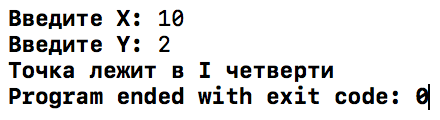 Введите X: 10
Введите Y: 2
Точка лежит в I четверти
Program ended with exit code: 0